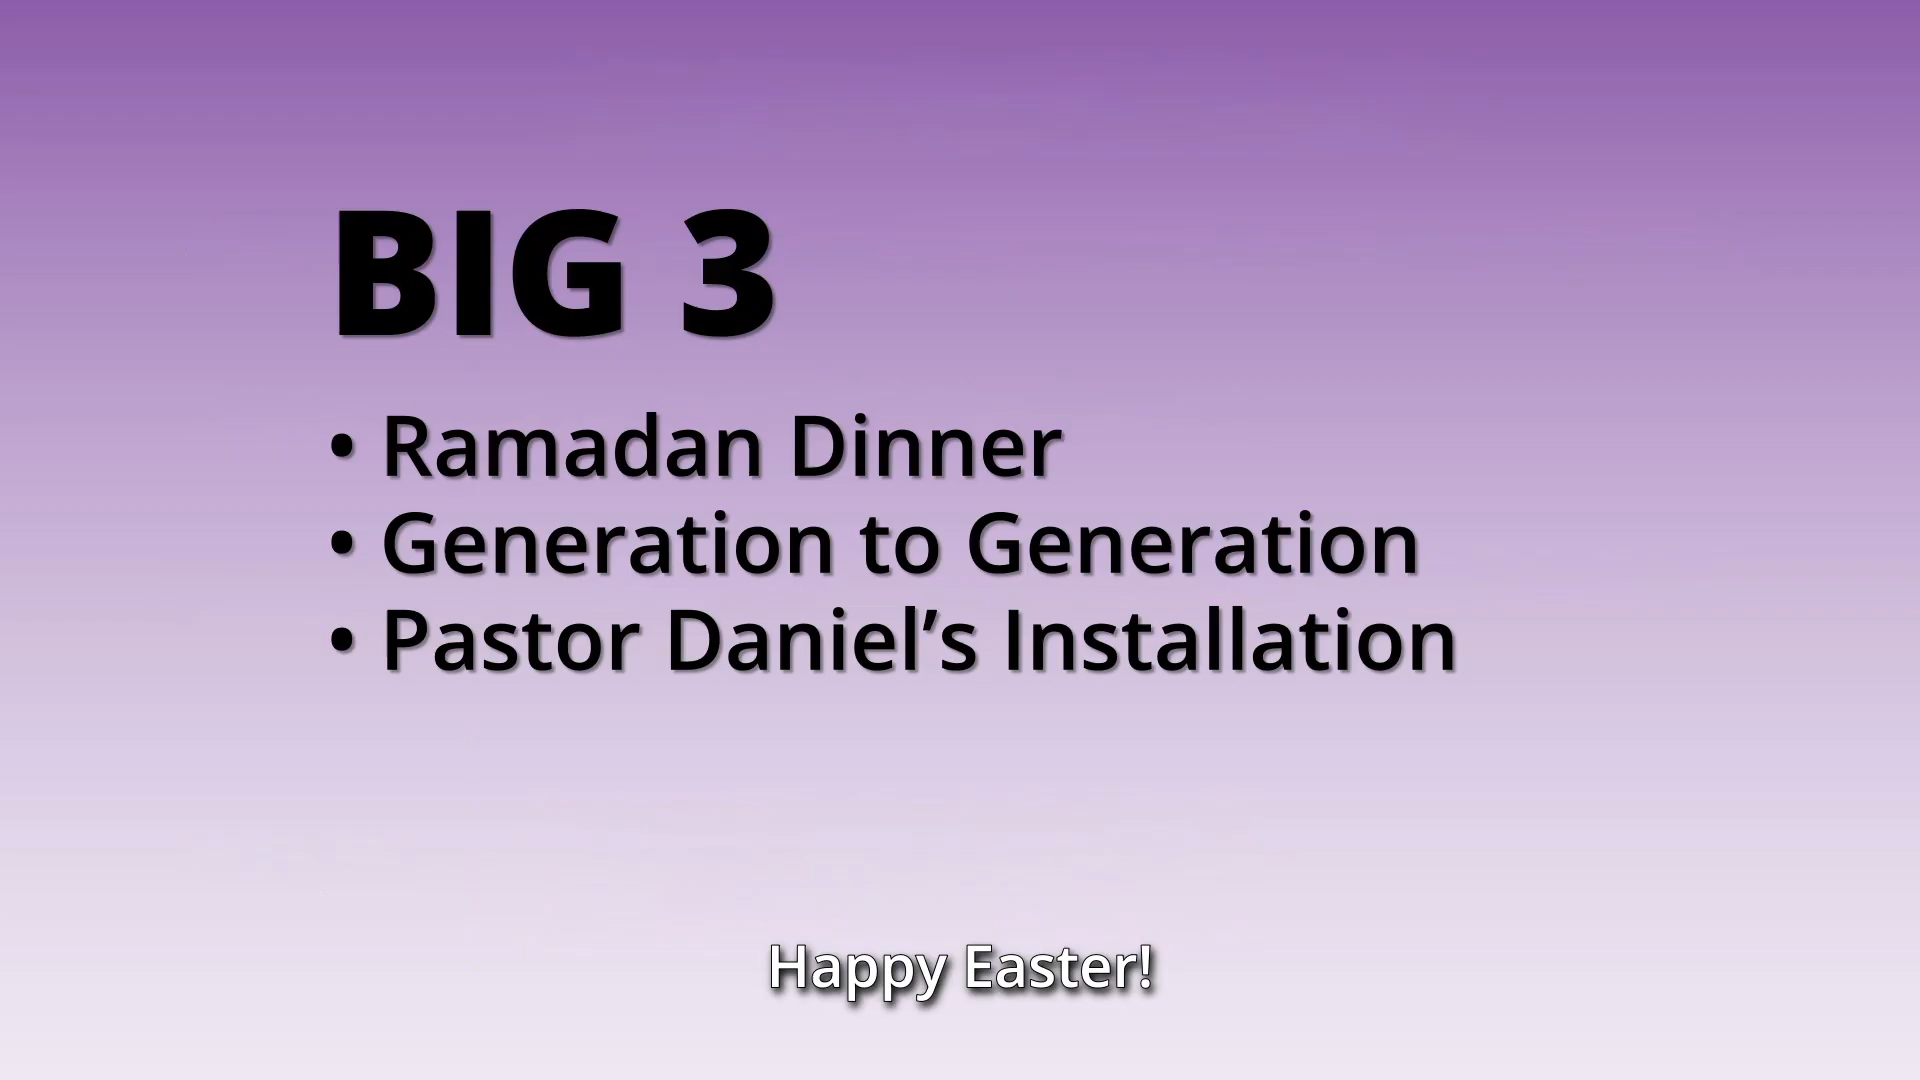 BIG 3
• Ramadan Dinner
• Generation to Generation
• Pastor Daniel’s Installation
Happy Easter!